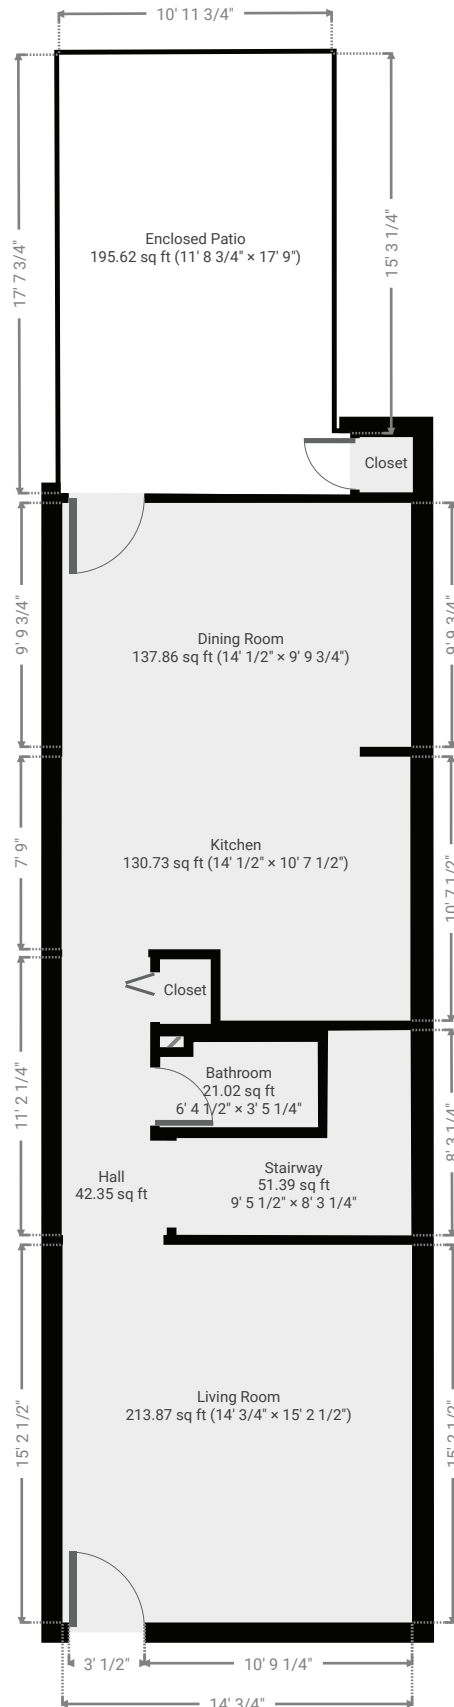 10' 11 3/4"
17' 7 3/4"
15' 3 1/4"
Enclosed Patio
195.62 sq ft (11' 8 3/4" × 17' 9")
Closet
9' 9 3/4"
9' 9 3/4"
Dining Room
137.86 sq ft (14' 1/2" × 9' 9 3/4")
7' 9"
Kitchen
130.73 sq ft (14' 1/2" × 10' 7 1/2")
10' 7 1/2"
Closet
11' 2 1/4"
Bathroom
21.02 sq ft
6' 4 1/2" × 3' 5 1/4"
8' 3 1/4"
Hall
42.35 sq ft
Stairway
51.39 sq ft
9' 5 1/2" × 8' 3 1/4"
Living Room
213.87 sq ft (14' 3/4" × 15' 2 1/2")
15' 2 1/2"
15' 2 1/2"
3' 1/2"
10' 9 1/4"
14' 3/4"